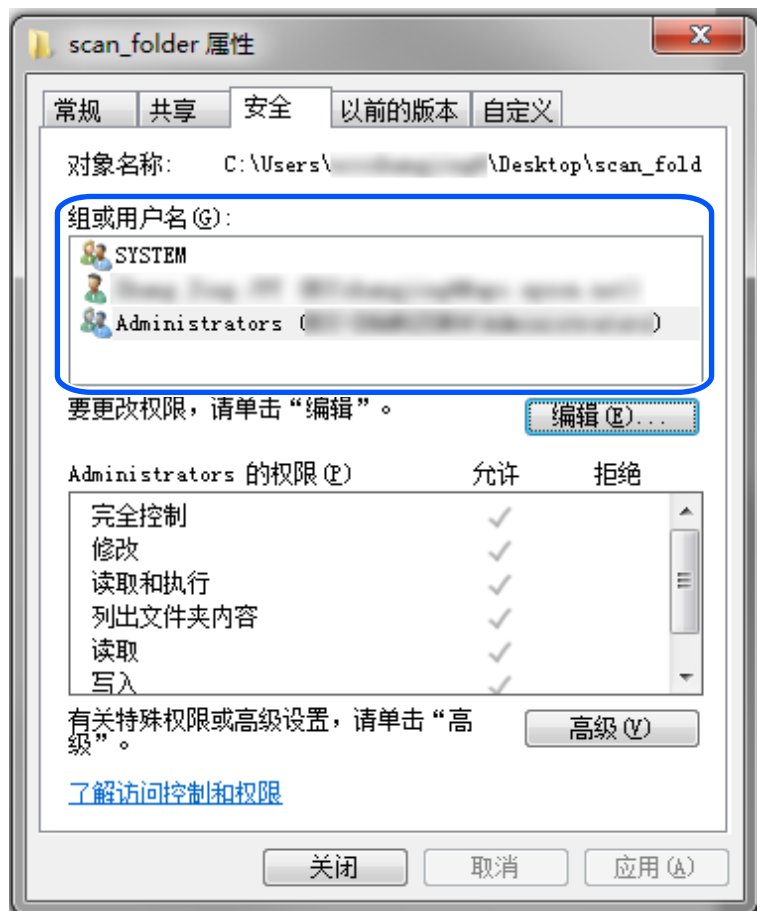 scan_folder 属性
常规 共享 安全 以前的版本 自定义
对象名称: C:\Users\ \Desktop\scan_fold
组或用户名(G):
SYSTEM
Administrators ( )
要更改权限，请单击“编辑”。
编辑(E)...
Administrators 的权限(P) 允许 拒绝
完全控制
修改
读取和执行
列出文件夹内容
读取
写入
有关特殊权限或高级设置，请单击“高
级”。
高级(V)
了解访问控制和权限
关闭 取消 应用(A)